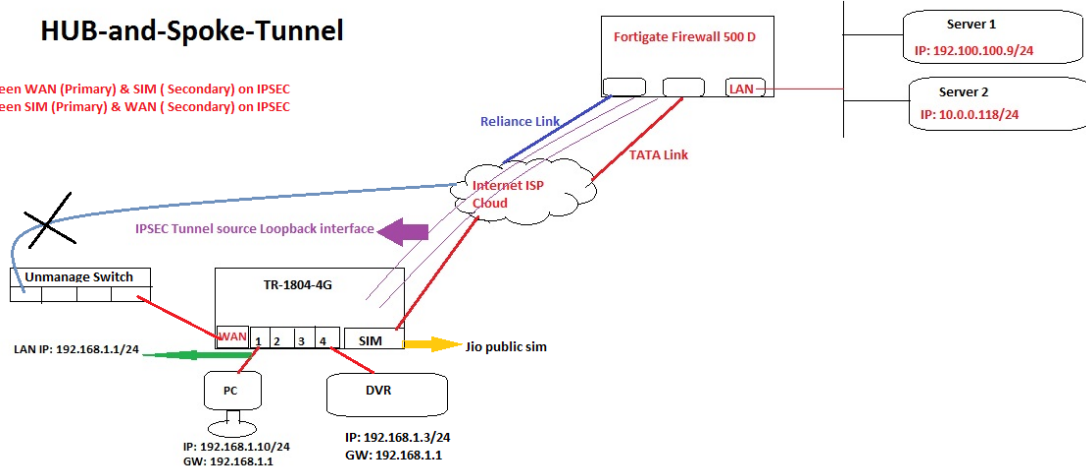 HUB-and-Spoke-Tunnel
een WAN (Primary) & SIM ( Secondary) on IPSEC
een SIM (Primary) & WAN ( Secondary) on IPSEC
Fortigate Firewall 500 D
LAN
Server 1
IP: 192.100.100.9/24
Server 2
IP: 10.0.0.118/24
Reliance Link
TATA Link
Internet ISP
Cloud
IPSEC Tunnel source Loopback interface
Unmanage Switch
TR-1804-4G
WAN
1
2
3
4
SIM
LAN IP: 192.168.1.1/24
Jio public sim
PC
DVR
IP: 192.168.1.10/24
GW: 192.168.1.1
IP: 192.168.1.3/24
GW: 192.168.1.1